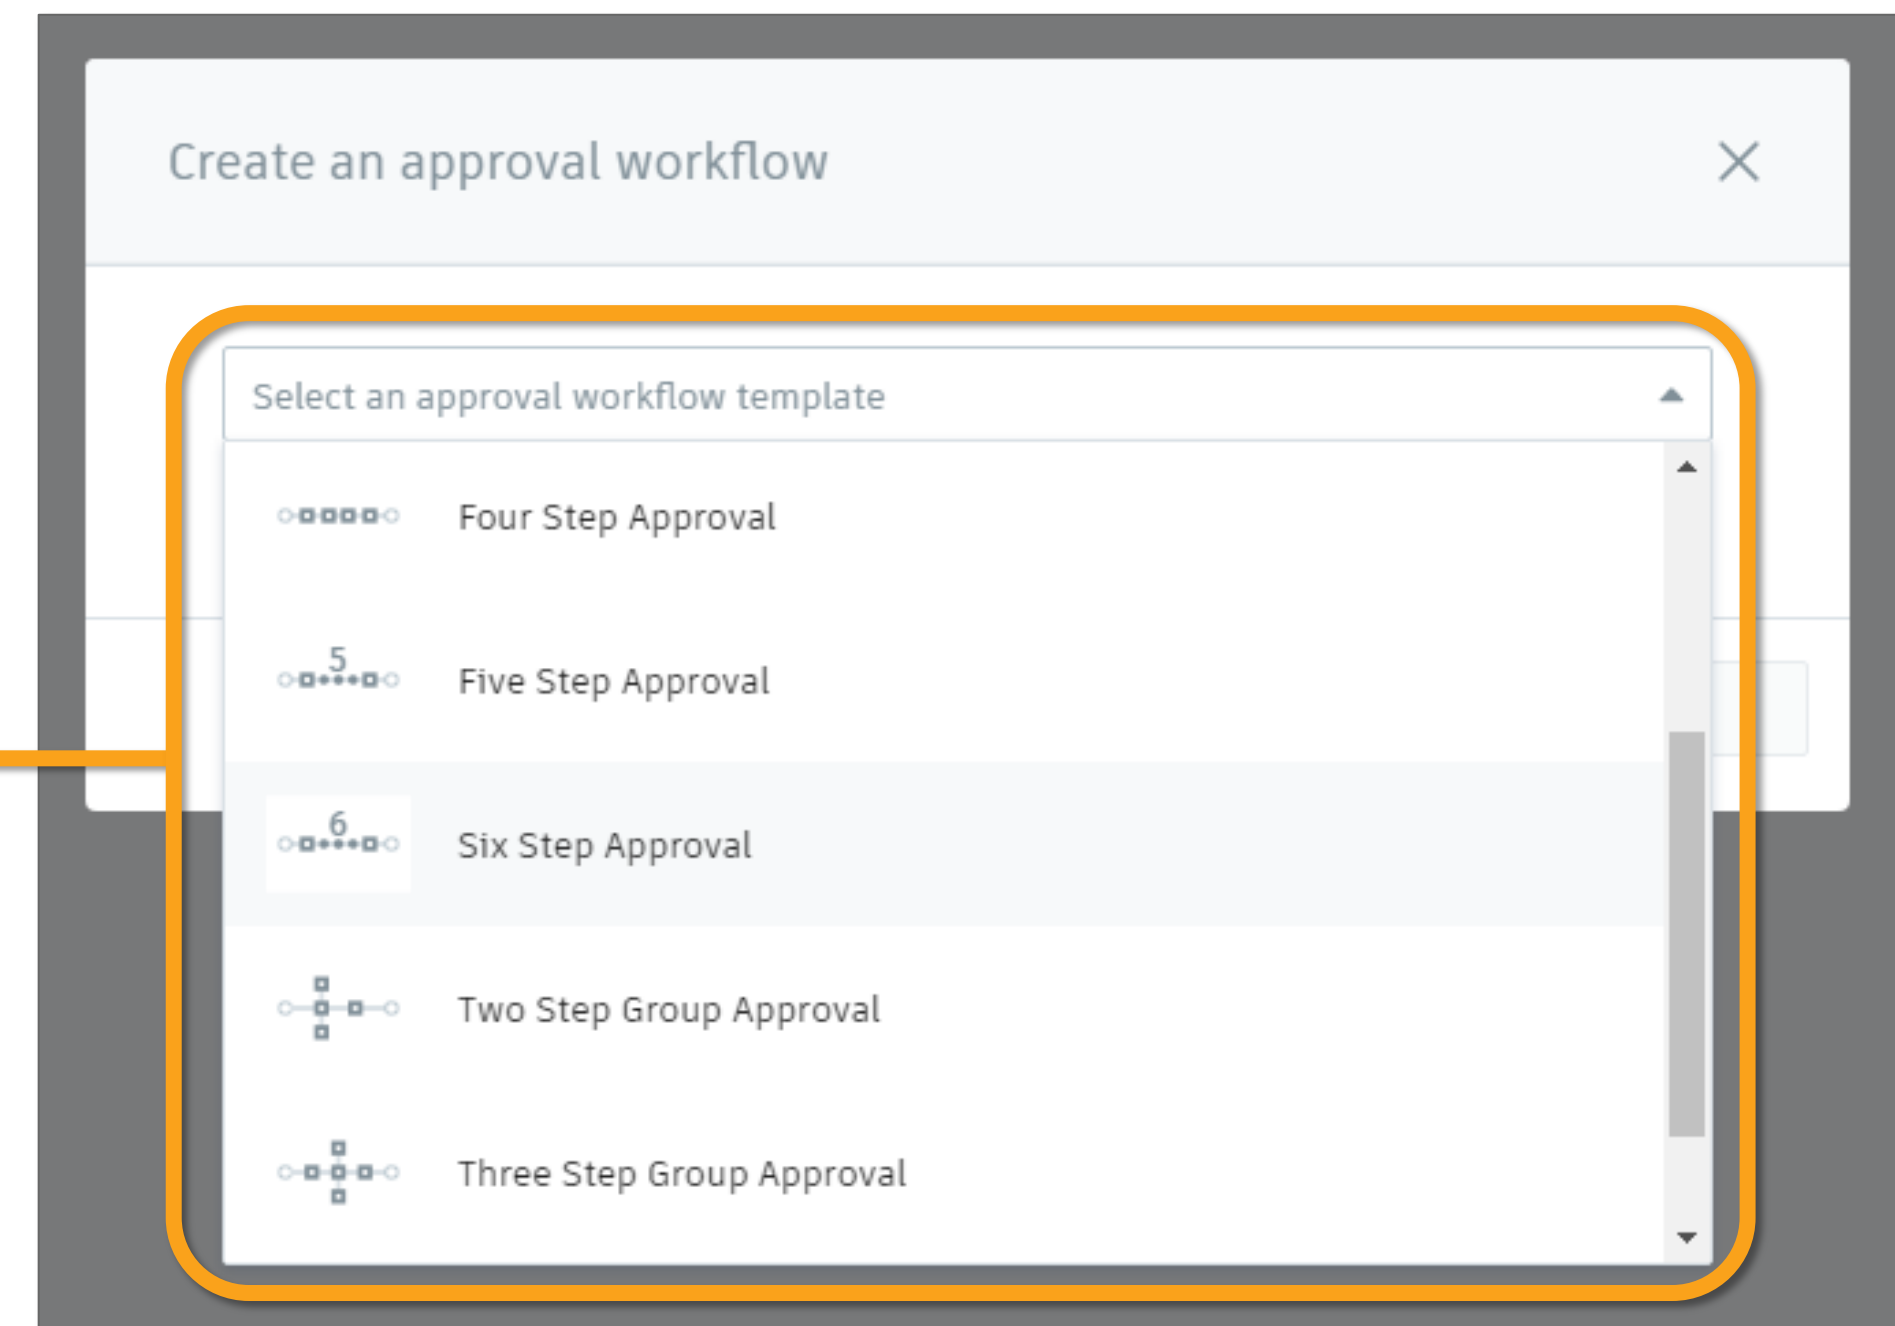 Create an approval workflow
Select an approval workflow template
Four Step Approval
5
Five Step Approval
6
Six Step Approval
Two Step Group Approval
Three Step Group Approval